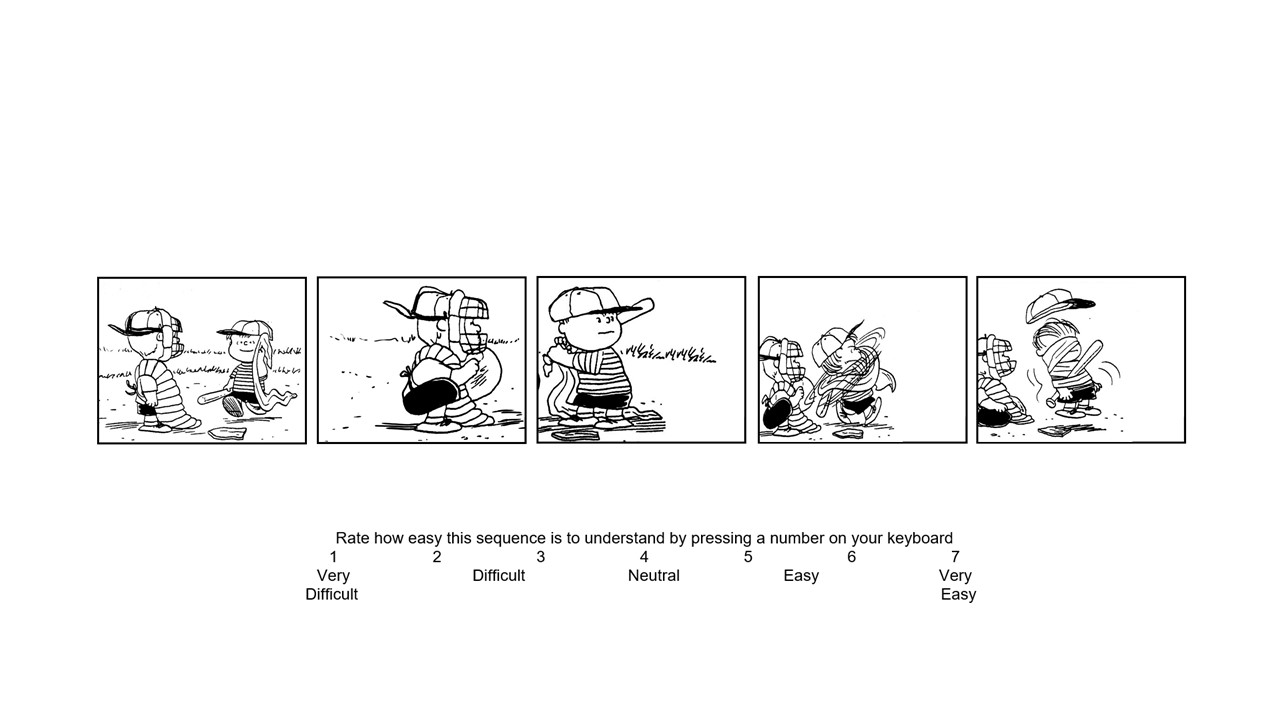 Rate how easy this sequence is to understand by pressing a number on your keyboard
1 2 3 4 5 6 7
Very Difficult Neutral Easy Very
Difficult Easy